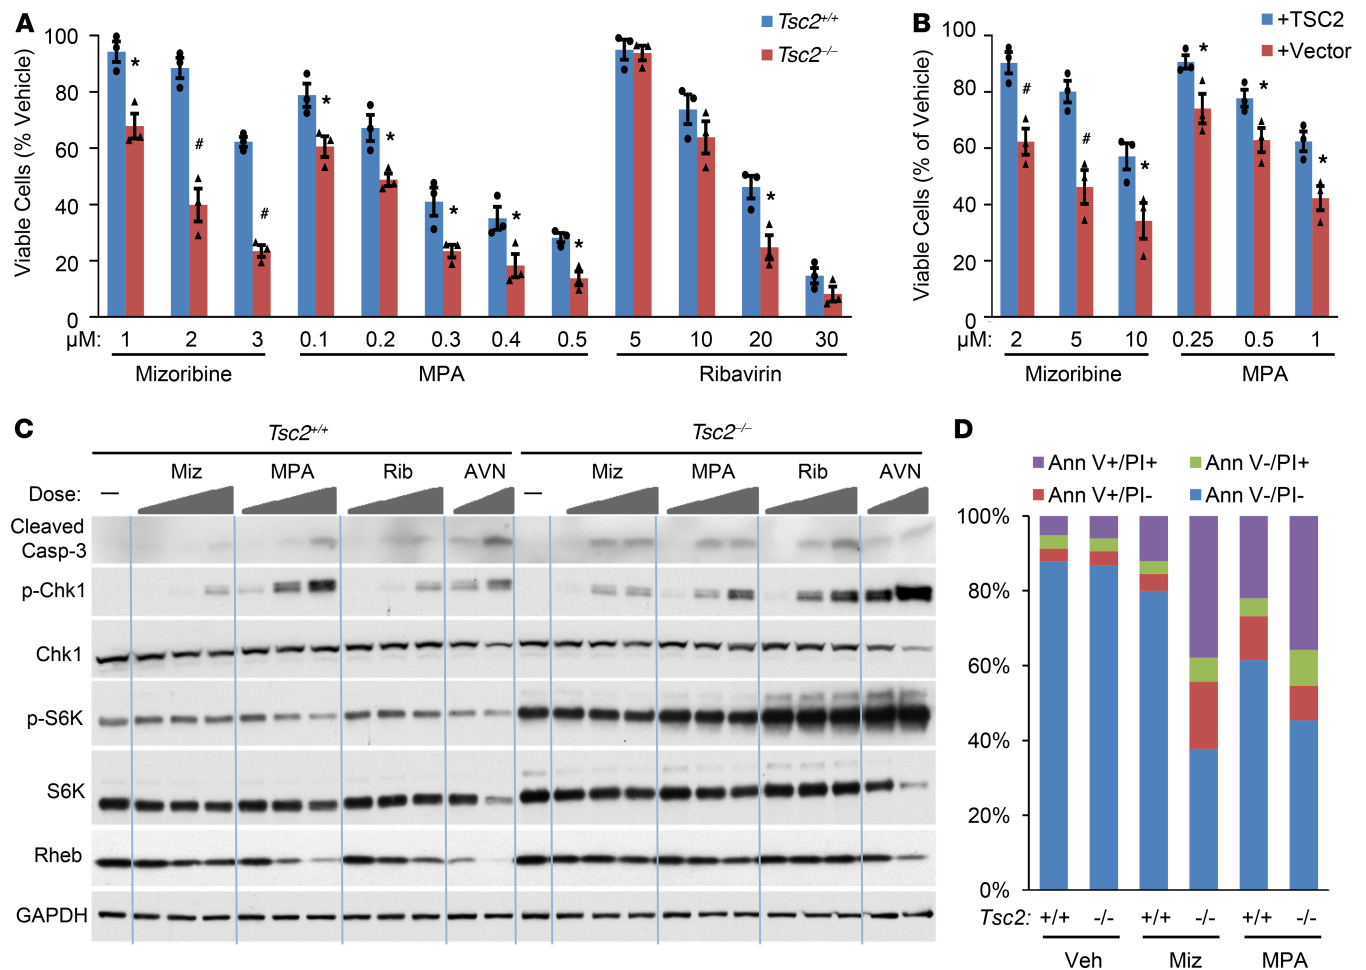 A
Tsc2+/+
Tsc2–/–
Viable Cells (% Vehicle)
100
80
60
40
20
0
* # # * * * * * *
µM: 1 2 3 0.1 0.2 0.3 0.4 0.5 5 10 20 30
Mizoribine MPA Ribavirin
B
+TSC2
+Vector
Viable Cells (% of Vehicle)
100
80
60
40
20
0
# # * * * *
µM: 2 5 10 0.25 0.5 1
Mizoribine MPA
C
Tsc2+/+ Tsc2–/–
Miz MPA Rib AVN Miz MPA Rib AVN
Dose: — —
Cleaved
Casp-3
p-Chk1
Chk1
p-S6K
S6K
Rheb
GAPDH
D
Ann V+/PI+ Ann V-/PI+
Ann V+/PI- Ann V-/PI-
100%
80%
60%
40%
20%
0%
Tsc2: +/+ -/- +/+ -/- +/+ -/-
Veh Miz MPA